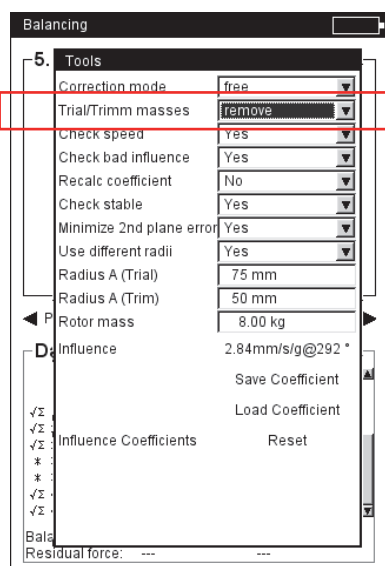 Balancing
5. Tools
Correction mode free
Trial/Trimm masses remove
Check speed Yes
Check bad influence Yes
Recalc coefficient No
Check stable Yes
Minimize 2nd plane error Yes
Use different radii Yes
Radius A (Trial) 75 mm
Radius A (Trim) 50 mm
P Rotor mass 8.00 kg
Da Influence 2.84mm/s/g@292 °
Save Coefficient
√Σ Load Coefficient
√Σ
√Σ Influence Coefficients Reset
*
*
√Σ
√Σ
Bala
Residual force: --- ---